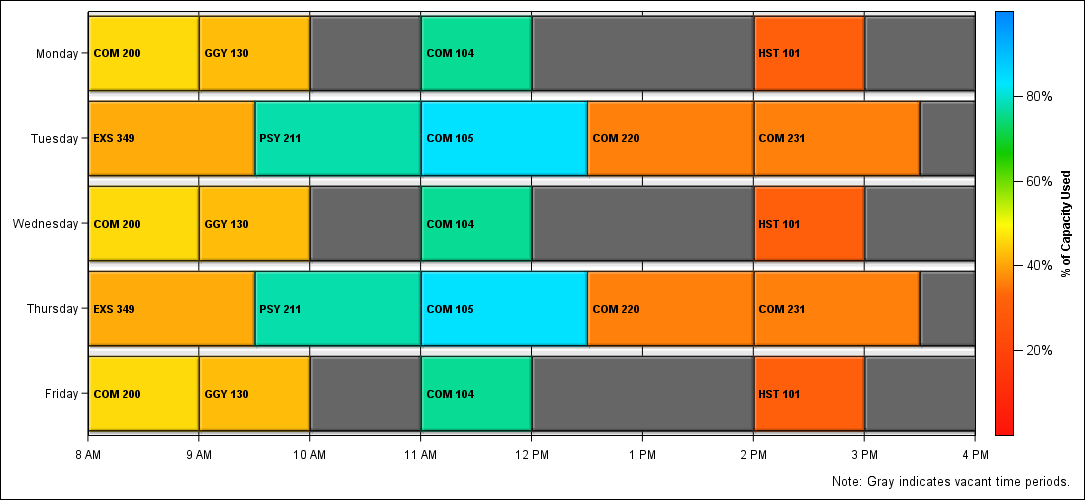 Monday COM 200 GGY 130 COM 104 HST 101
80%
Tuesday EXS 349 PSY 211 COM 105 COM 220 COM 231
60%
% of Capacity Used
Wednesday COM 200 GGY 130 COM 104 HST 101
40%
Thursday EXS 349 PSY 211 COM 105 COM 220 COM 231
20%
Friday COM 200 GGY 130 COM 104 HST 101
8 AM 9 AM 10 AM 11 AM 12 PM 1 PM 2 PM 3 PM 4 PM
Note: Gray indicates vacant time periods.